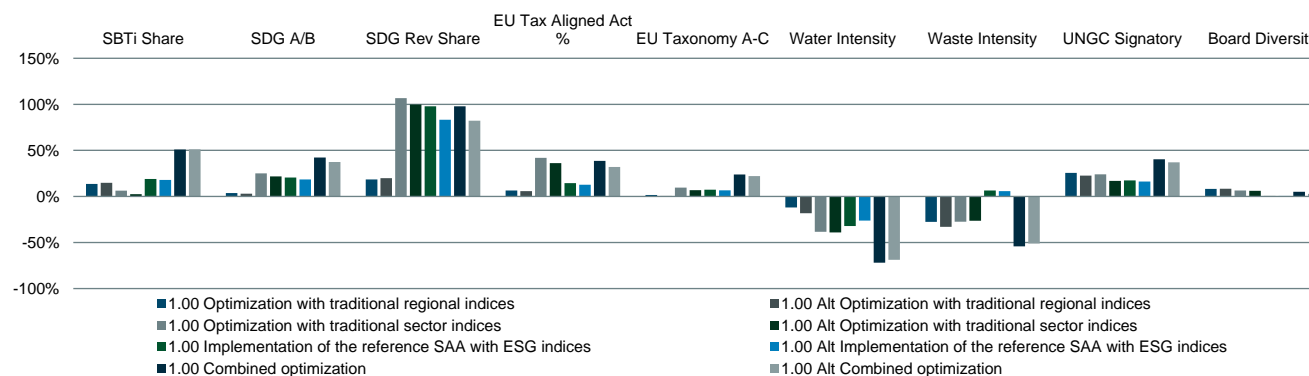 EU Tax Aligned Act
SBTi Share SDG A/B SDG Rev Share % EU Taxonomy A-C Water Intensity Waste Intensity UNGC Signatory Board Diversit
150%
100%
50%
0%
-50%
-100%
1.00 Optimization with traditional regional indices 1.00 Alt Optimization with traditional regional indices
1.00 Optimization with traditional sector indices 1.00 Alt Optimization with traditional sector indices
1.00 Implementation of the reference SAA with ESG indices 1.00 Alt Implementation of the reference SAA with ESG indices
1.00 Combined optimization 1.00 Alt Combined optimization